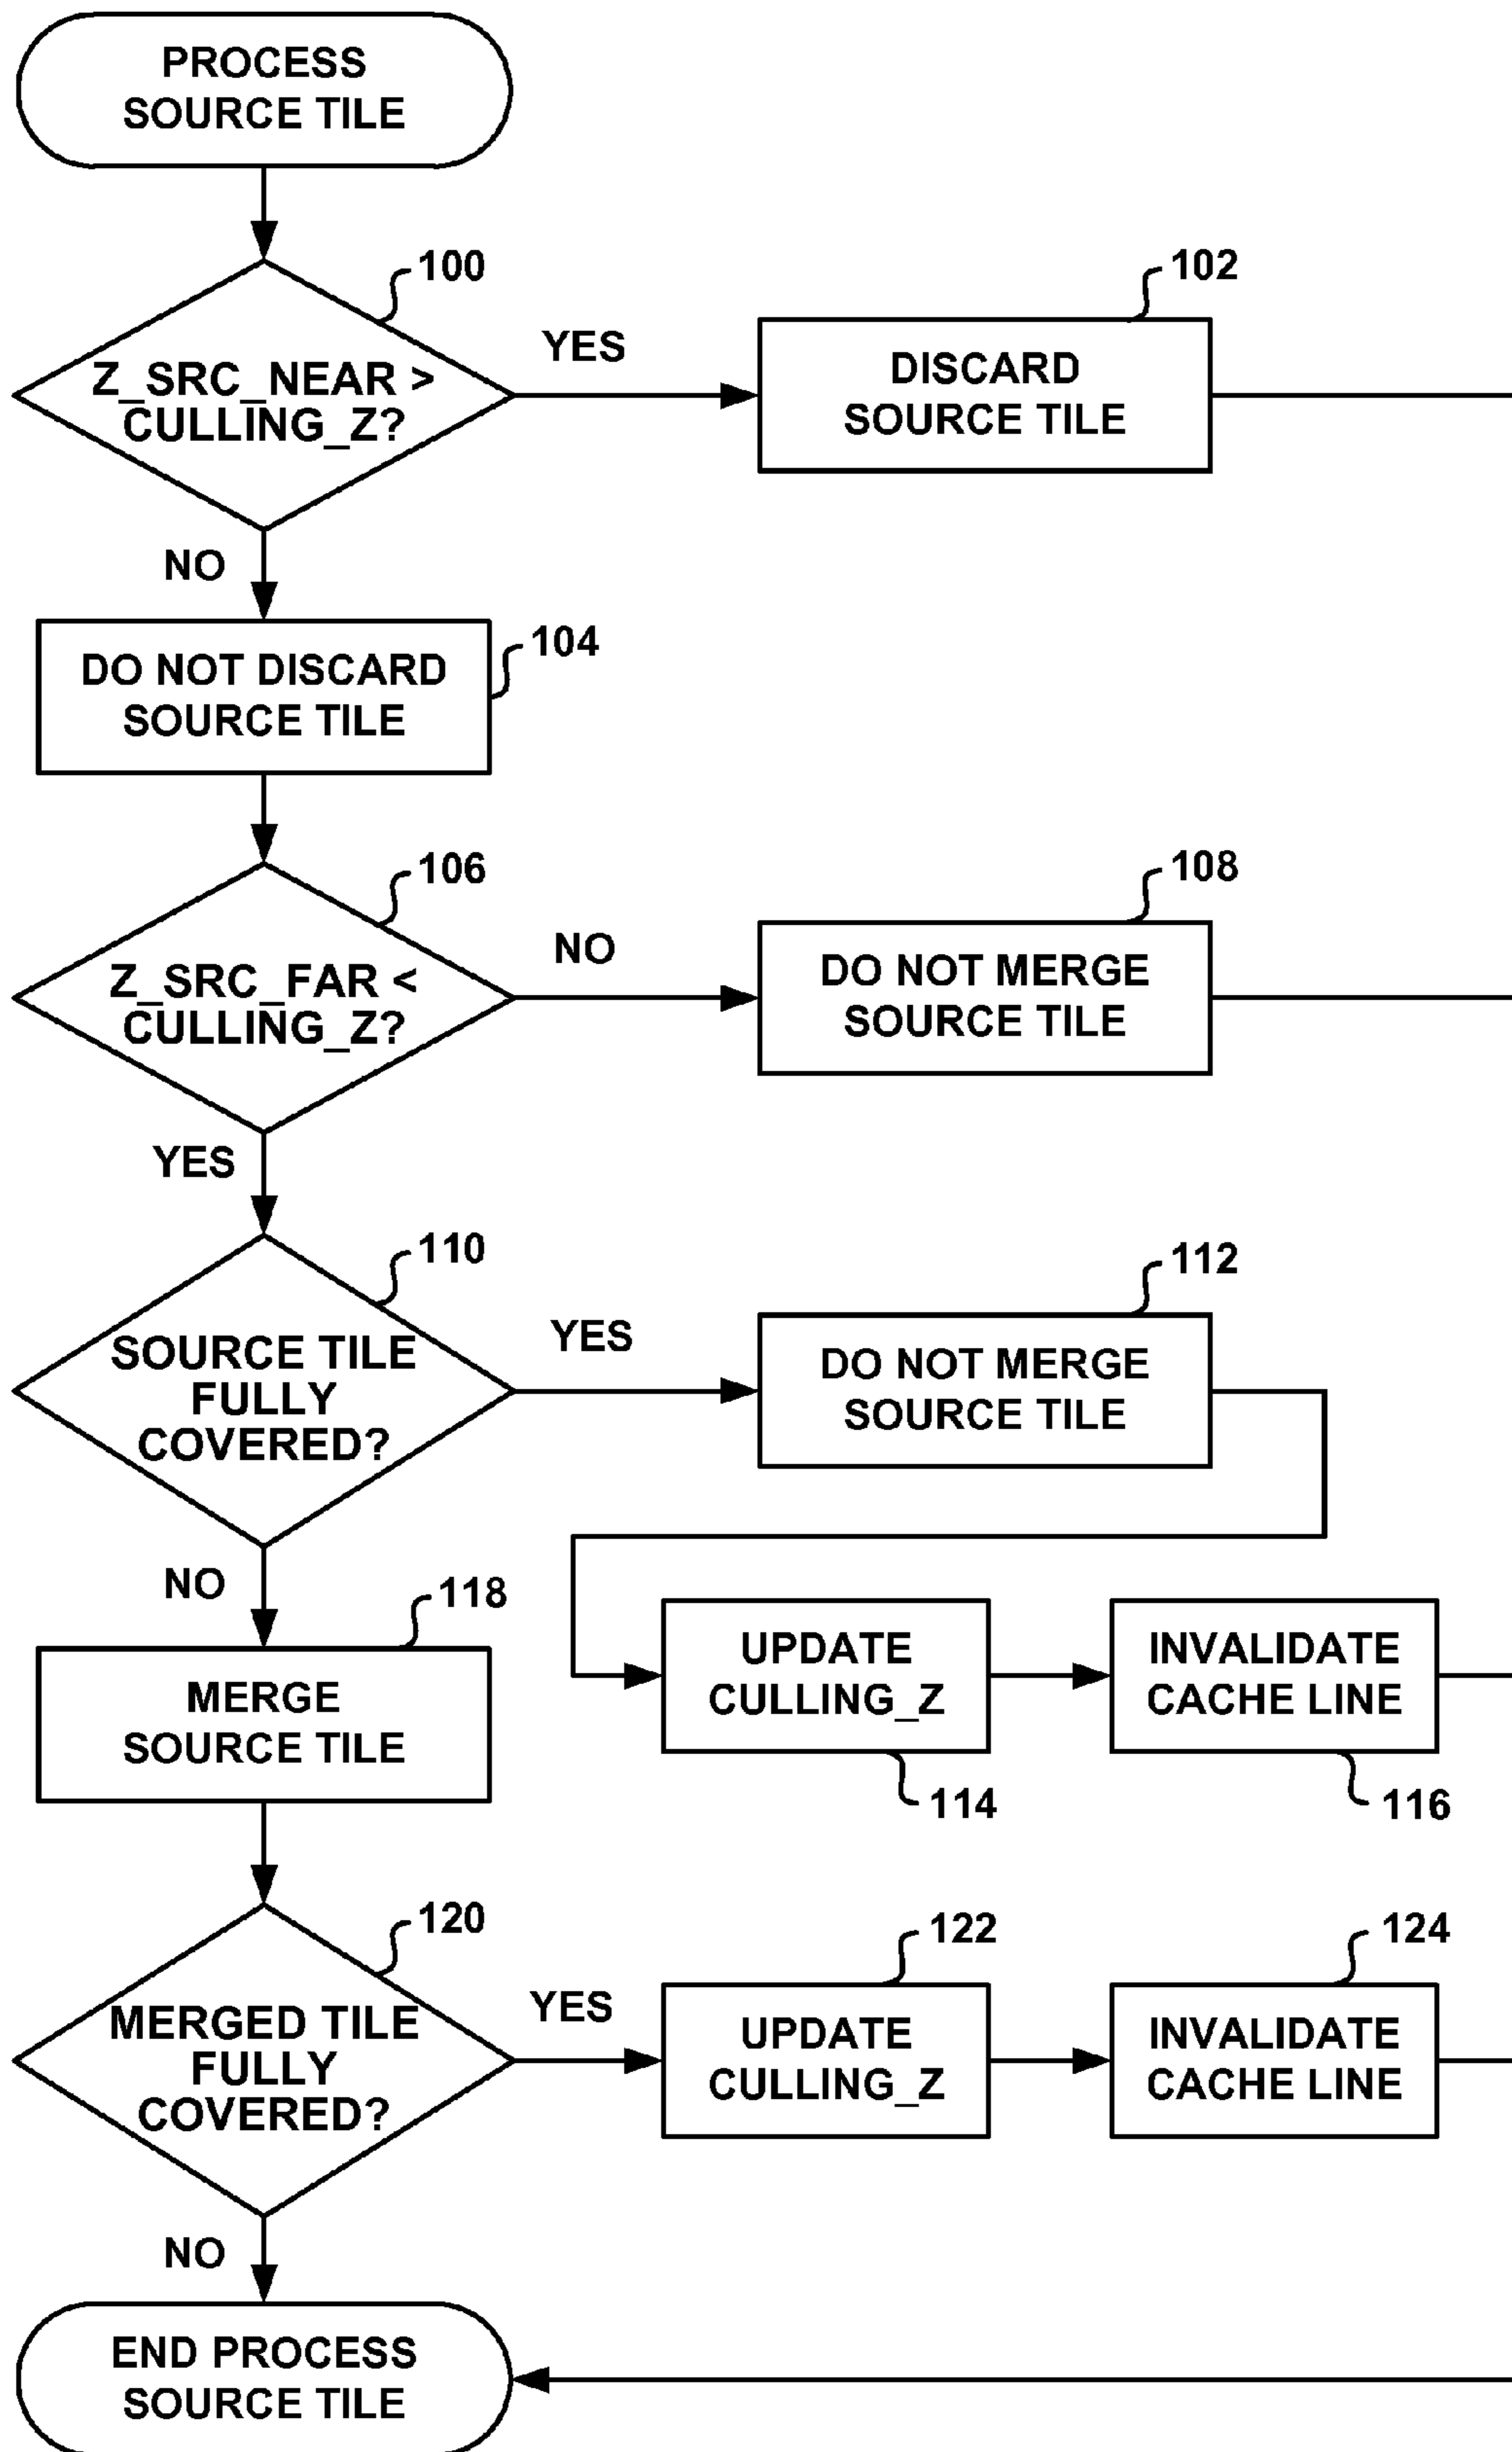 PROCESS
SOURCE TILE
100
Z_SRC_NEAR >
CULLING_Z?
YES
102
DISCARD
SOURCE TILE
NO
104
DO NOT DISCARD
SOURCE TILE
106
Z_SRC_FAR <
CULLING_Z?
NO
108
DO NOT MERGE
SOURCE TILE
YES
110
SOURCE TILE
FULLY
COVERED?
YES
112
DO NOT MERGE
SOURCE TILE
UPDATE
CULLING_Z
114
INVALIDATE
CACHE LINE
116
NO
118
MERGE
SOURCE TILE
120
MERGED TILE
FULLY
COVERED?
YES
122
UPDATE
CULLING_Z
124
INVALIDATE
CACHE LINE
NO
END PROCESS
SOURCE TILE